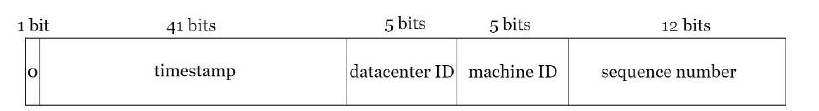 1 bit 41 bits 5 bits 5 bits 12 bits
0 timestamp datacenter ID machine ID sequence number